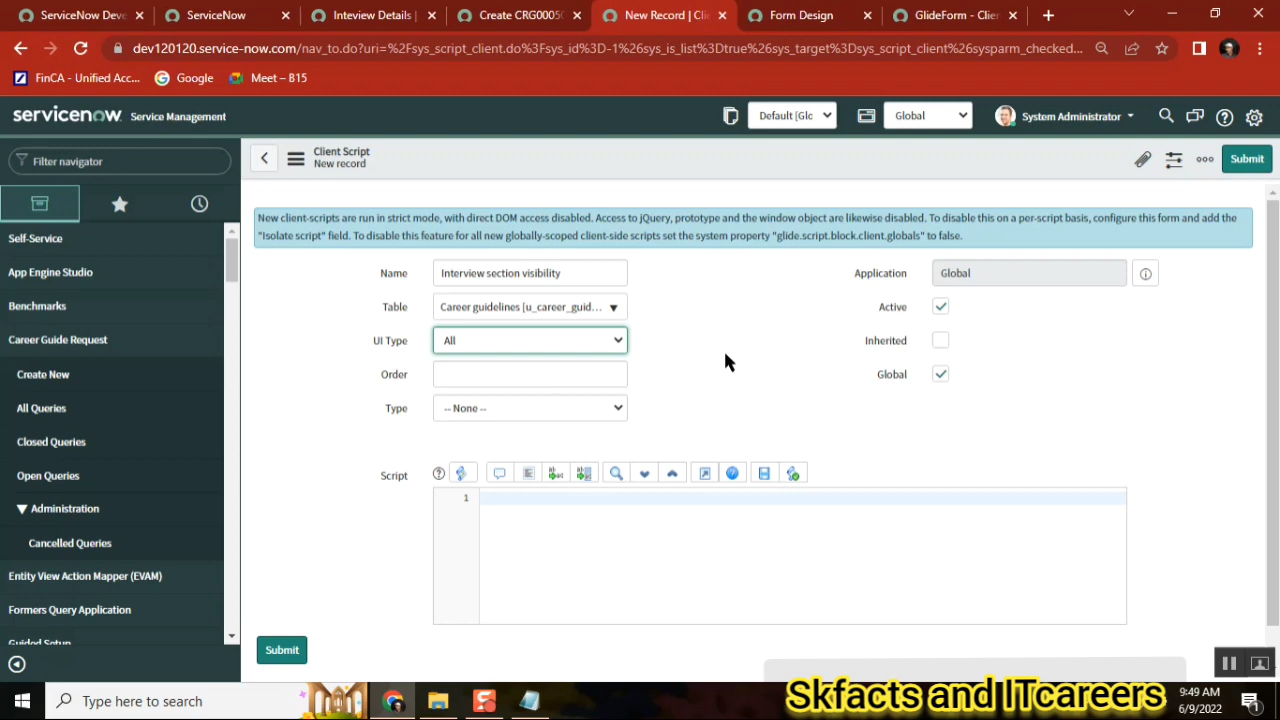 ServiceNow Deve
ServiceNow
Inteview Details |
Create CRG0005(
New Record | Cli
Form Design
GlideForm - Clier
dev120120.service-now.com/nav_to.do?uri=%2Fsys_script_client.do%3Fsys_id%3D-1%26sys_is_list%3Dtrue%26sys_target%3Dsys_script_client%26sysparm_checked...
FinCA - Unified Acc...
Google
Meet – B15
servicenow Service Management
Default [Glc
Global
System Administrator
Filter navigator
Client Script
New record
Submit
Self-Service
App Engine Studio
Benchmarks
Career Guide Request
Create New
All Queries
Closed Queries
Open Queries
Administration
Cancelled Queries
Entity View Action Mapper (EVAM)
Formers Query Application
Guided Setup
New client-scripts are run in strict mode, with direct DOM access disabled. Access to jQuery, prototype and the window object are likewise disabled. To disable this on a per-script basis, configure this form and add the
"Isolate script" field. To disable this feature for all new globally-scoped client-side scripts set the system property "glide.script.block.client.globals" to false.
Name Interview section visibility
Application Global
Table Career guidelines [u_career_guid...
Active
UI Type All
Inherited
Order
Global
Type -- None --
Script
1
Submit
Skfacts and ITcareers
Type here to search
9:49 AM
6/9/2022
1